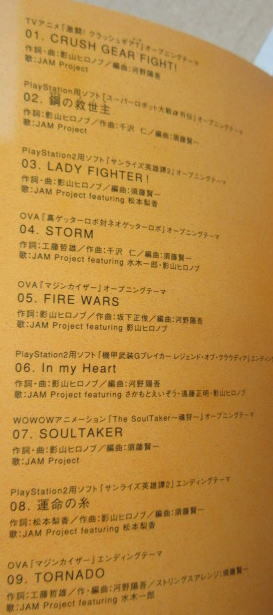 TVアニメ「激闘! クラッシュギアT」オープニングテーマ
01. CRUSH GEAR FIGHT!
作詞・曲:影山ヒロノブ/編曲:河野陽吾
歌:JAM Project
PlayStation用ソフト「スーパーロボット大戦α外伝」オープニングテーマ
02. 鋼の救世主
作詞:影山ヒロノブ/作曲:千沢 仁/編曲:須藤賢一
歌:JAM Project
PlayStation2用ソフト「サンライズ英雄譚2」オープニングテーマ
03. LADY FIGHTER!
作詞・曲:影山ヒロノブ/編曲:須藤賢一
歌:JAM Project featuring 松本梨香
OVA「真ゲッターロボ対ネオゲッターロボ」オープニングテーマ
04. STORM
作詞:工藤哲雄/作曲:千沢 仁/編曲:須藤賢一
歌:JAM Project featuring 水木一郎・影山ヒロノブ
OVA「マジンカイザー」オープニングテーマ
05. FIRE WARS
作詞:影山ヒロノブ/作曲:坂下正俊/編曲:河野陽吾
歌:JAM Project featuring 影山ヒロノブ
PlayStation2用ソフト「機甲武装Gブレイカー レジェンド・オブ・クラウディア」エンディン
06. In my Heart
作詞・曲:影山ヒロノブ/編曲:河野陽吾
歌:JAM Project featuring さかもとえいぞう・遠藤正明・影山ヒロノブ
WOWOWアニメーション「The SoulTaker〜魂狩〜」オープニングテーマ
07. SOULTAKER
作詞・曲:影山ヒロノブ/編曲:須藤賢一
歌:JAM Project
PlayStation2用ソフト「サンライズ英雄譚2」エンディングテーマ
08. 運命の糸
作詞:松本梨香/作曲:影山ヒロノブ/編曲:須藤賢一
歌:JAM Project featuring 松本梨香
OVA「マジンカイザー」エンディングテーマ
09. TORNADO
作詞:工藤哲雄/作・編曲:河野陽吾/ストリングスアレンジ:須藤賢
歌:JAM Project featuring 水木一郎